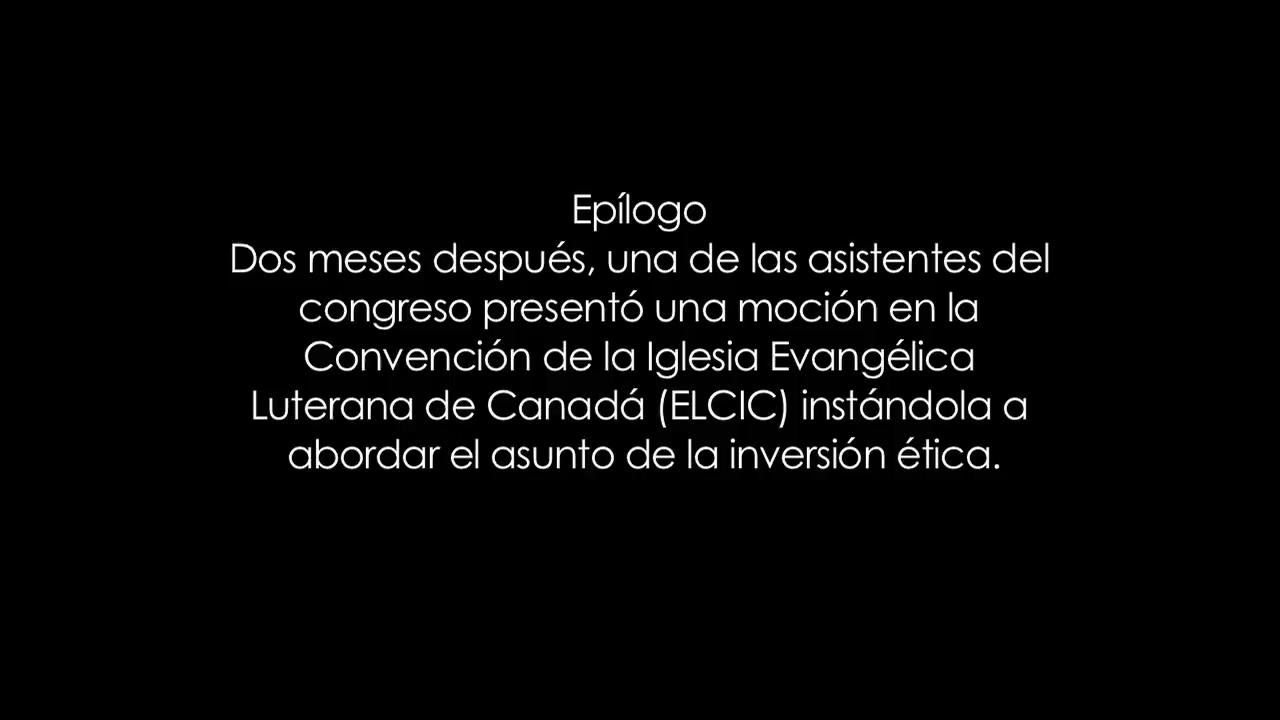 Epílogo
Dos meses después, una de las asistentes del
congreso presentó una moción en la
Convención de la Iglesia Evangélica
Luterana de Canadá (ELCIC) instándola a
abordar el asunto de la inversión ética.